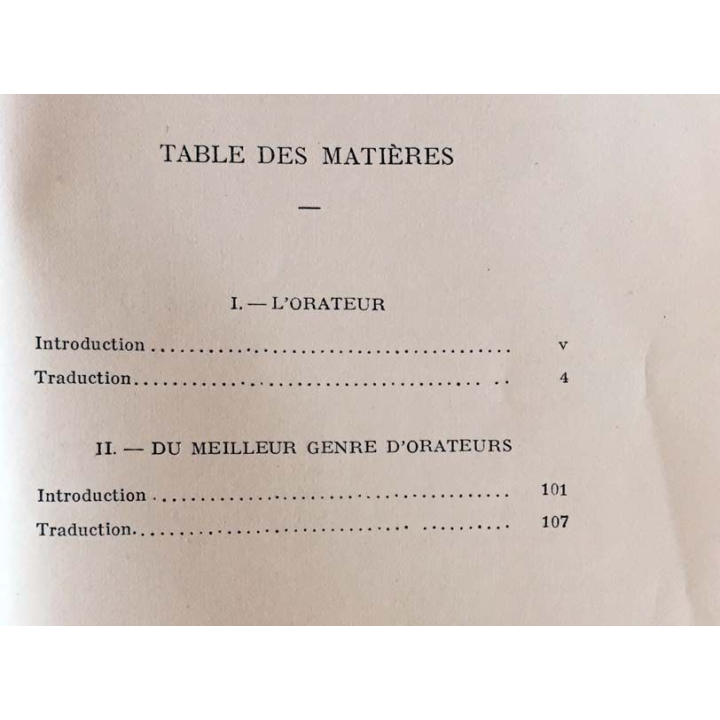 TABLE DES MATIÈRES
—
I. — L'ORATEUR
Introduction ........................................ v
Traduction...................................... .. 4
II. — DU MEILLEUR GENRE D'ORATEURS
Introduction ....................................... 101
Traduction............................... .......... 107